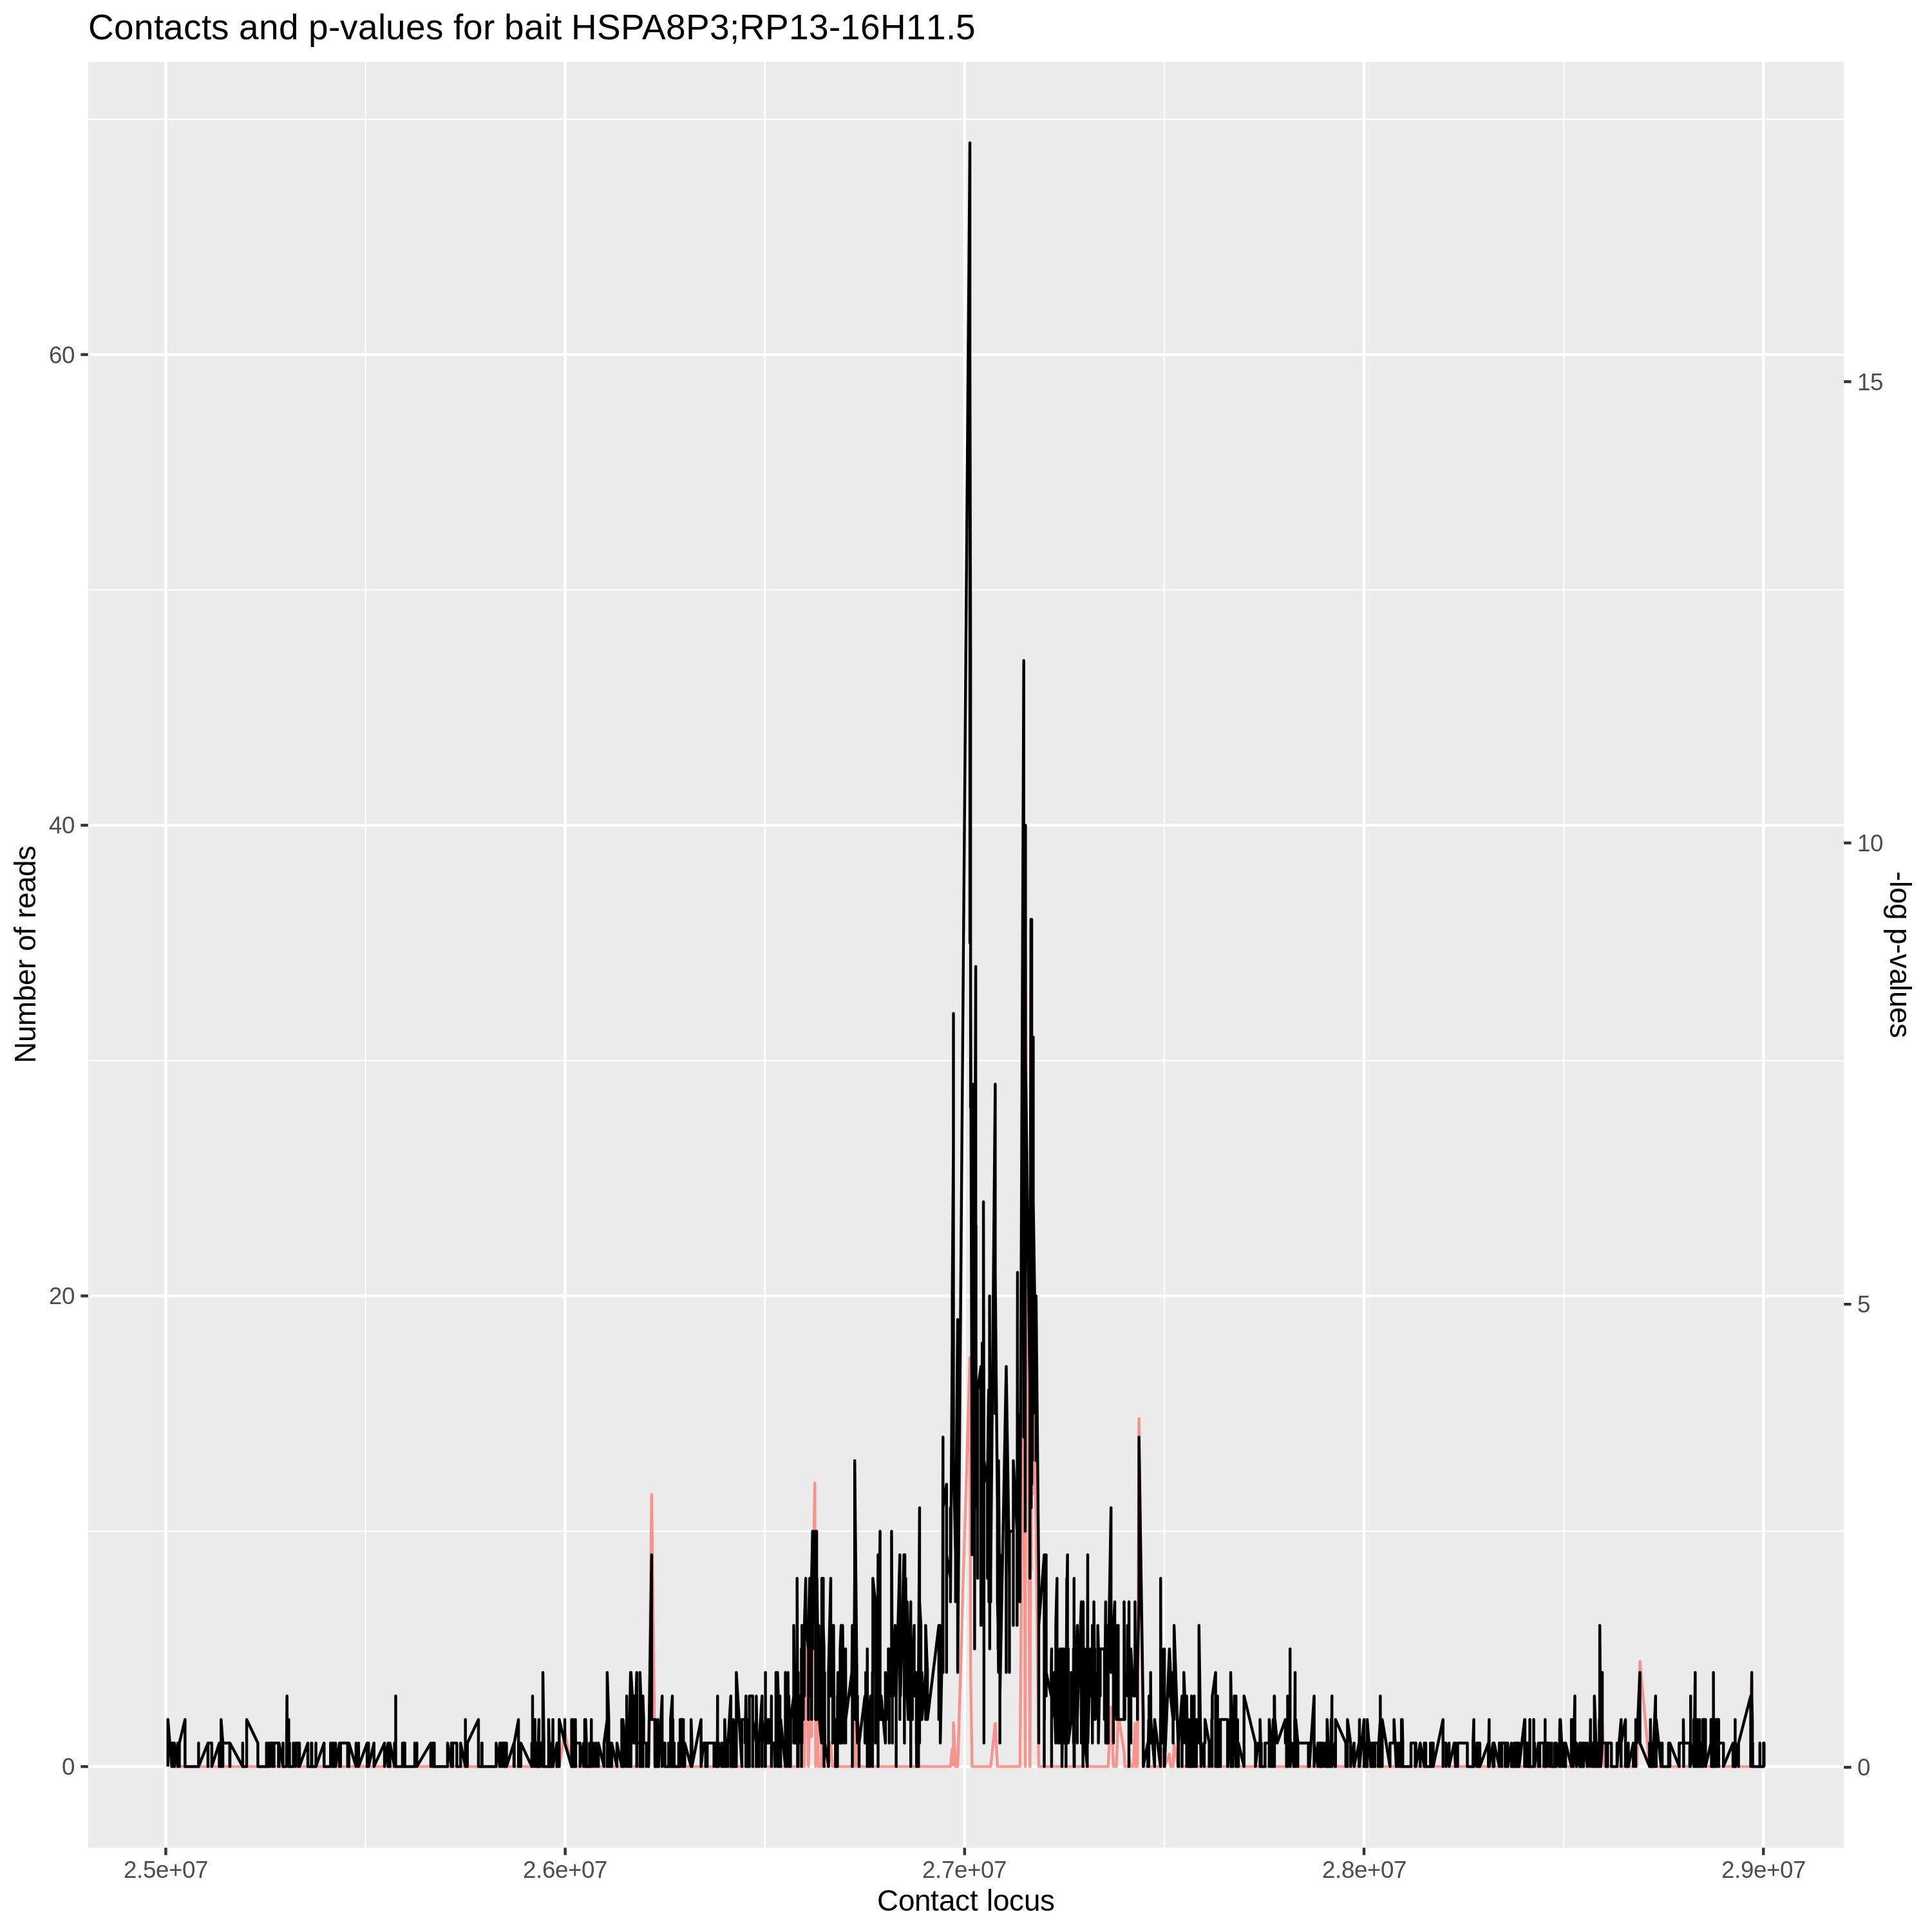 Contacts and p-values for bait HSPA8P3;RP13-16H11.5
60
40
20
0
Number of reads
15
10
5
0
-log p-values
2.5e+07
2.6e+07
2.7e+07
2.8e+07
2.9e+07
Contact locus